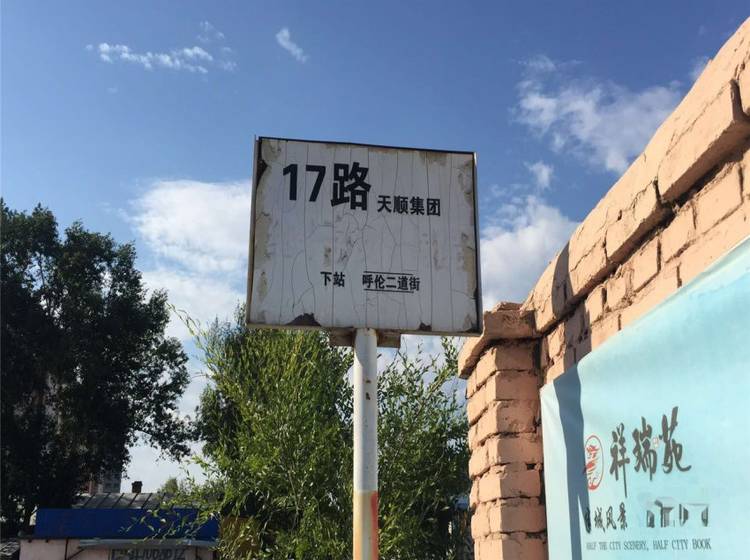 17路 天顺集团
下站 呼伦二道街
祥瑞苑
城风景
HALF THE CITY SCENERY, HALF CITY BOOK